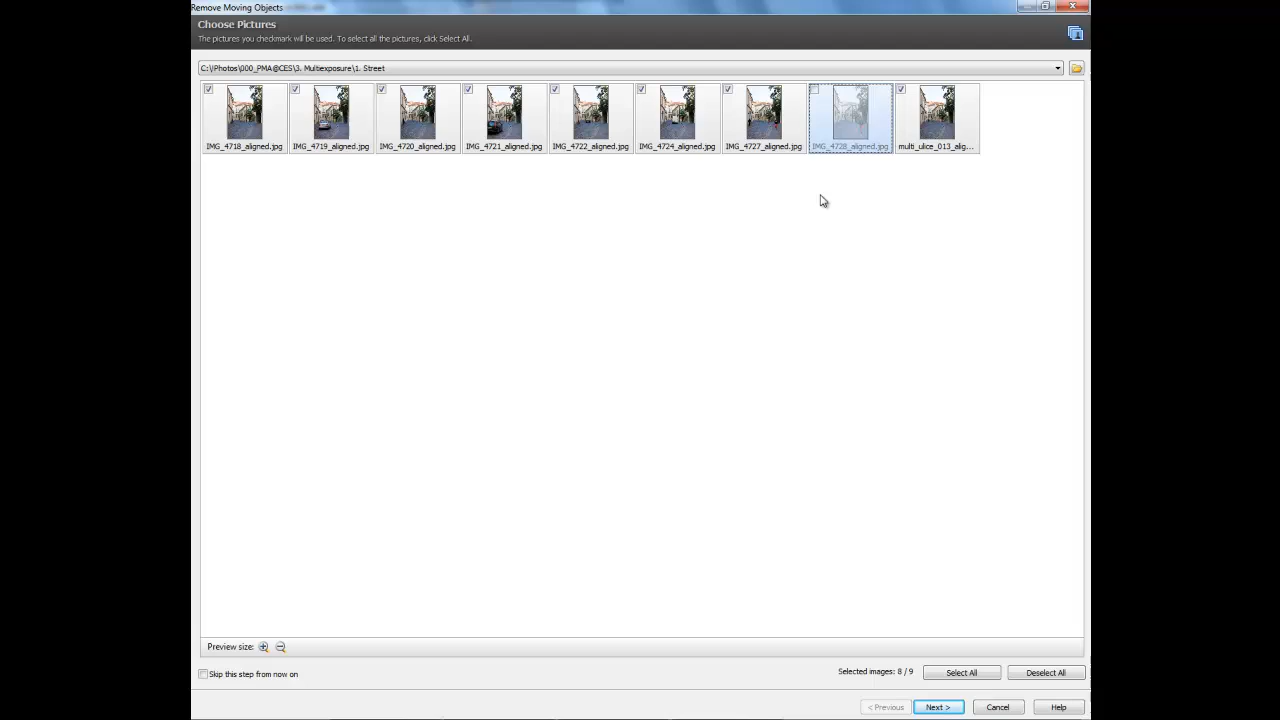 Remove Moving Objects
Choose Pictures
The pictures you checkmark will be used. To select all the pictures, click Select All.
C:\!Photos\000_PMA@CES\3. Multiexposure\1. Street
IMG_4718_aligned.jpg IMG_4719_aligned.jpg IMG_4720_aligned.jpg IMG_4721_aligned.jpg IMG_4722_aligned.jpg IMG_4724_aligned.jpg IMG_4727_aligned.jpg IMG_4728_aligned.jpg multi_ulice_013_alig...
Preview size:
Skip this step from now on
Selected images: 8 / 9
Select All
Deselect All
< Previous
Next >
Cancel
Help